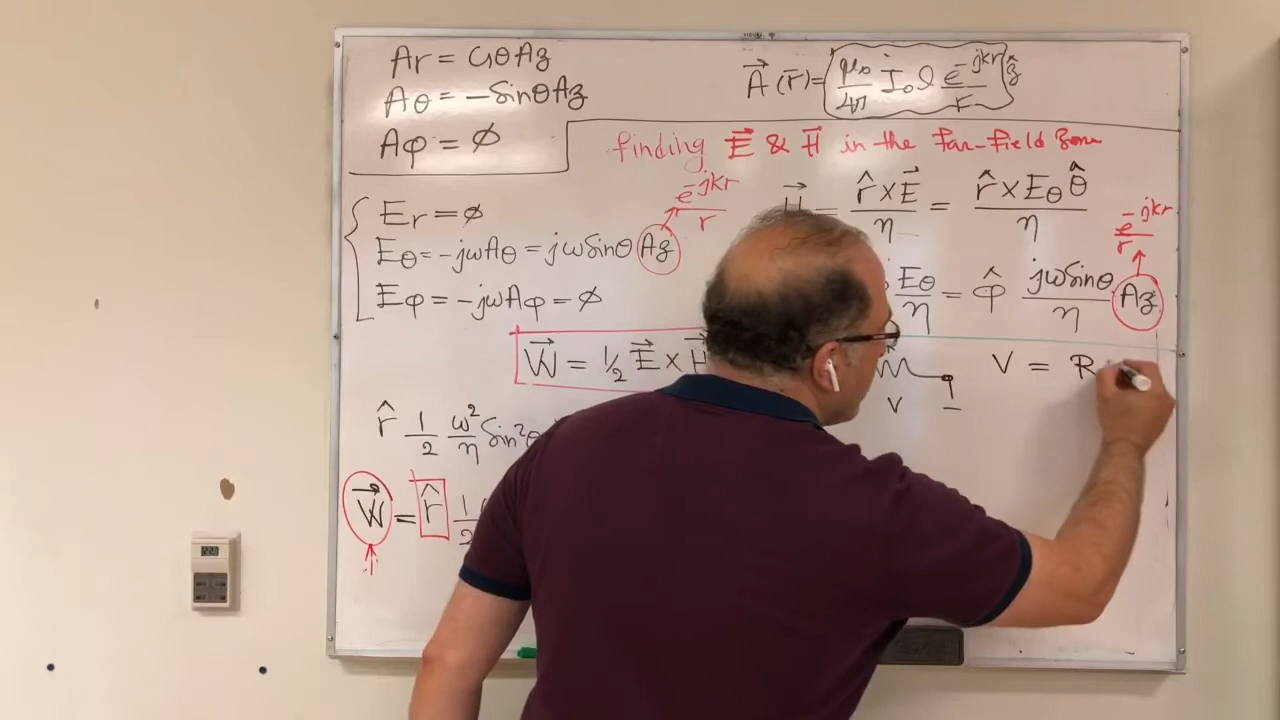 Ar = CosθAz
Aθ = -SinθAz
Aφ = ∅
A⃗ (r̄) = μ₀/4π I₀ l e^-jkr/r ẑ
finding E⃗ & H⃗ in the Far-Field Zone
Er = ∅
Eθ = -jωAθ = jωSinθ Az
e^-jkr/r
Eφ = -jωAφ = ∅
H⃗ = r̂ × E⃗/η = r̂ × Eθ θ̂/η
Eθ/η = φ̂ jωSinθ/η Az
e^-jkr/r
W⃗ = 1/2 E⃗ × H⃗
V
V = R
r̂ 1/2 ω²/η Sin²θ
W⃗ = r̂ 1/2